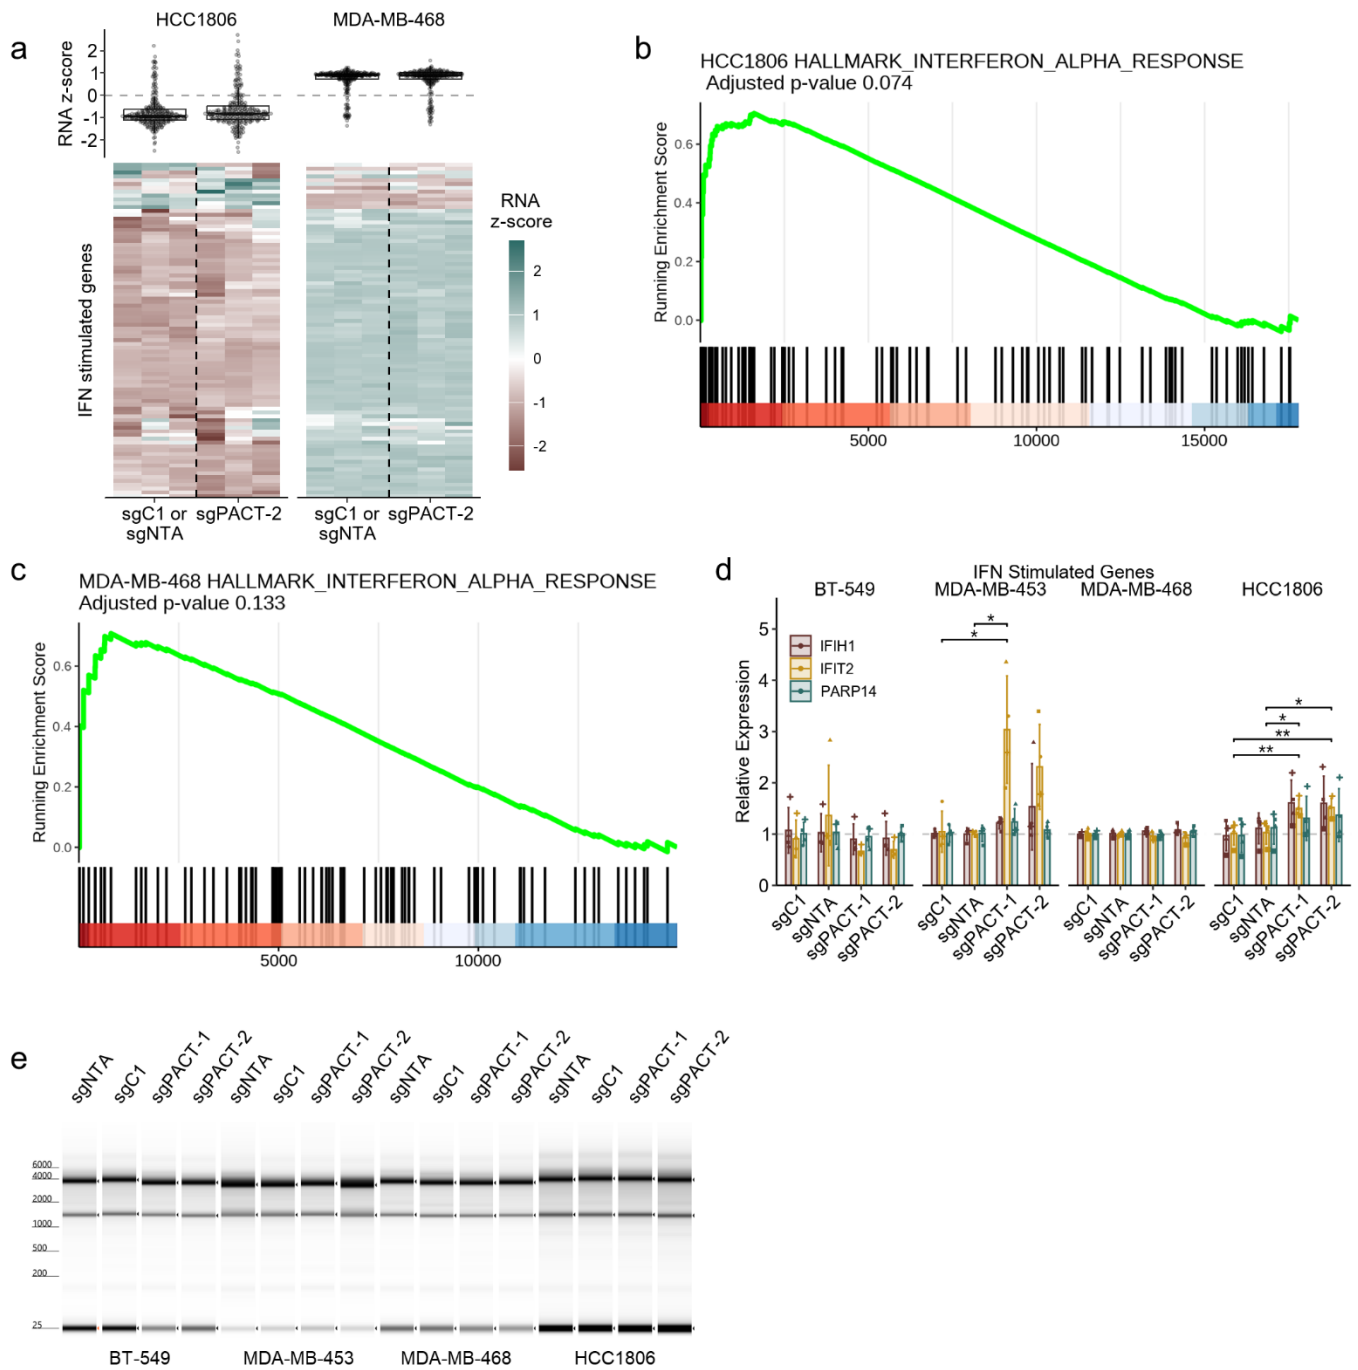 a
HCC1806
MDA-MB-468
RNA z-score
2
1
0
-1
-2
IFN stimulated genes
RNA
z-score
2
1
0
-1
-2
sgC1 or
sgNTA
sgPACT-2
sgC1 or
sgNTA
sgPACT-2
b
HCC1806 HALLMARK_INTERFERON_ALPHA_RESPONSE
Adjusted p-value 0.074
Running Enrichment Score
0.6
0.4
0.2
0.0
5000
10000
15000
c
MDA-MB-468 HALLMARK_INTERFERON_ALPHA_RESPONSE
Adjusted p-value 0.133
Running Enrichment Score
0.6
0.4
0.2
0.0
5000
10000
d
IFN Stimulated Genes
BT-549
MDA-MB-453
MDA-MB-468
HCC1806
Relative Expression
5
4
3
2
1
0
IFIH1
IFIT2
PARP14
*
*
*
*
**
**
sgC1
sgNTA
sgPACT-1
sgPACT-2
sgC1
sgNTA
sgPACT-1
sgPACT-2
sgC1
sgNTA
sgPACT-1
sgPACT-2
sgC1
sgNTA
sgPACT-1
sgPACT-2
e
sgNTA
sgC1
sgPACT-1
sgPACT-2
sgNTA
sgC1
sgPACT-1
sgPACT-2
sgNTA
sgC1
sgPACT-1
sgPACT-2
sgNTA
sgC1
sgPACT-1
sgPACT-2
6000
4000
2000
1000
500
200
25
BT-549
MDA-MB-453
MDA-MB-468
HCC1806